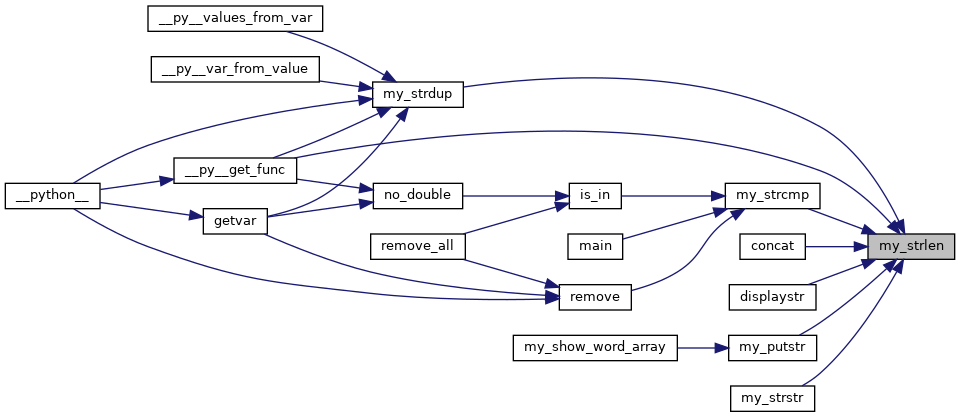 __py__values_from_var
__py__var_from_value
my_strdup
__py__get_func
__python__
no_double
is_in
my_strcmp
getvar
remove_all
main
concat
my_strlen
remove
displaystr
my_show_word_array
my_putstr
my_strstr